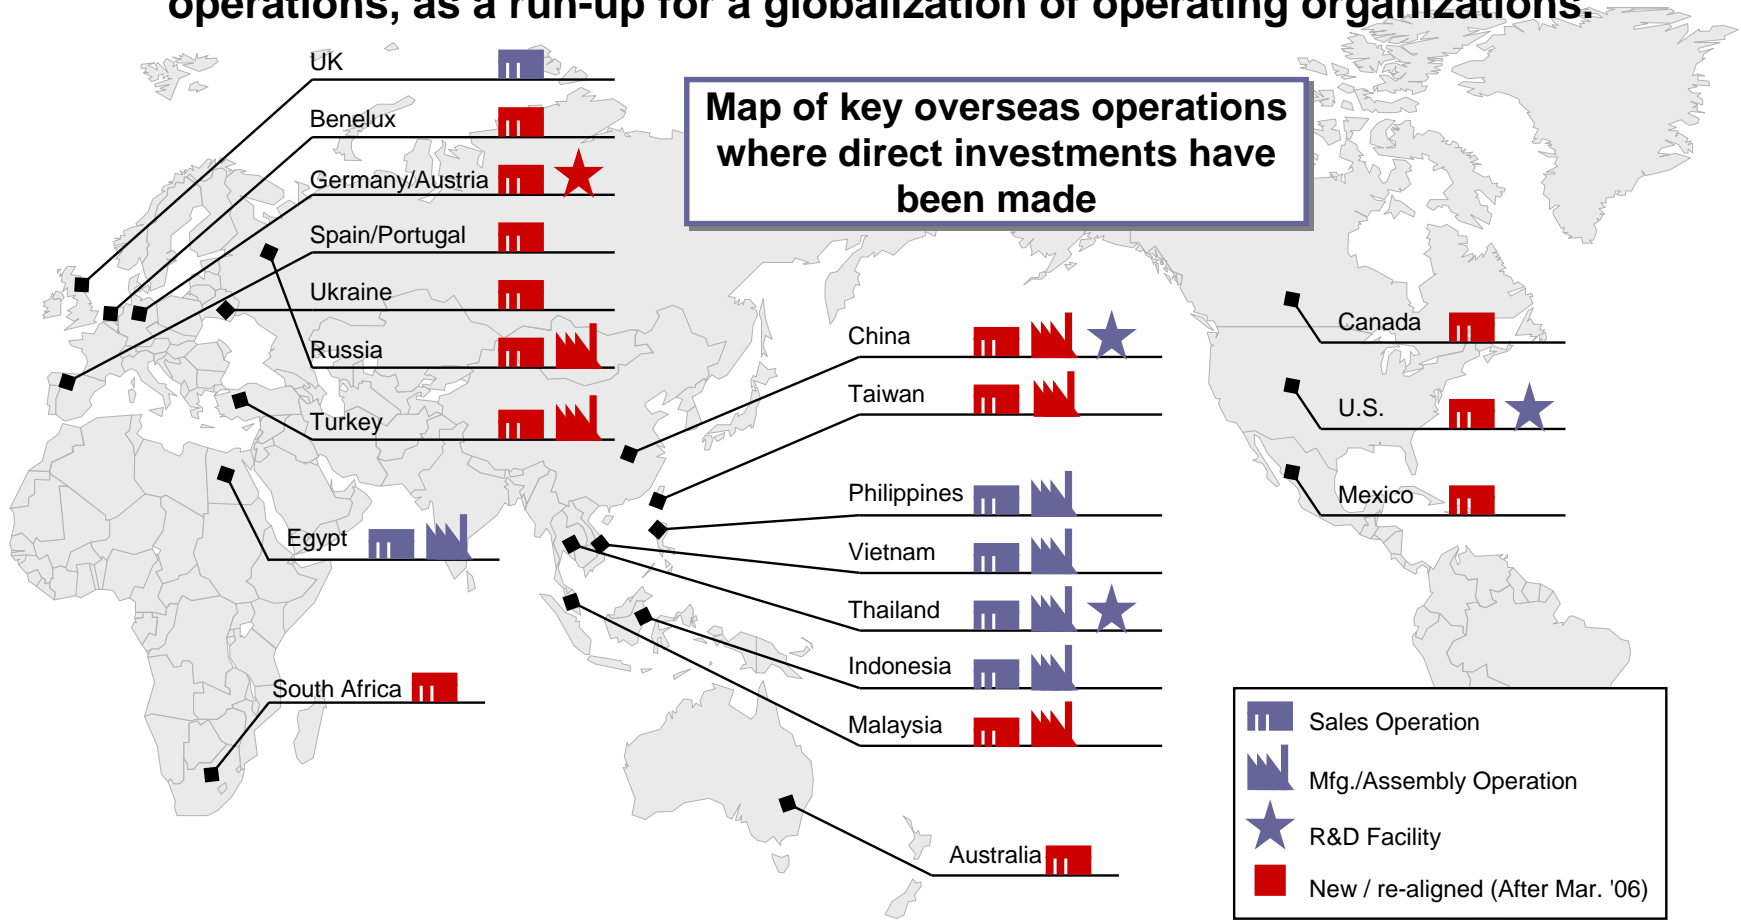 operations, as a run-up for a globalization of operating organizations.
Map of key overseas operations
where direct investments have
been made
UK
Benelux
Germany/Austria
Spain/Portugal
Ukraine
Russia
Turkey
Egypt
South Africa
China
Taiwan
Philippines
Vietnam
Thailand
Indonesia
Malaysia
Australia
Canada
U.S.
Mexico
Sales Operation
Mfg./Assembly Operation
R&D Facility
New / re-aligned (After Mar. '06)